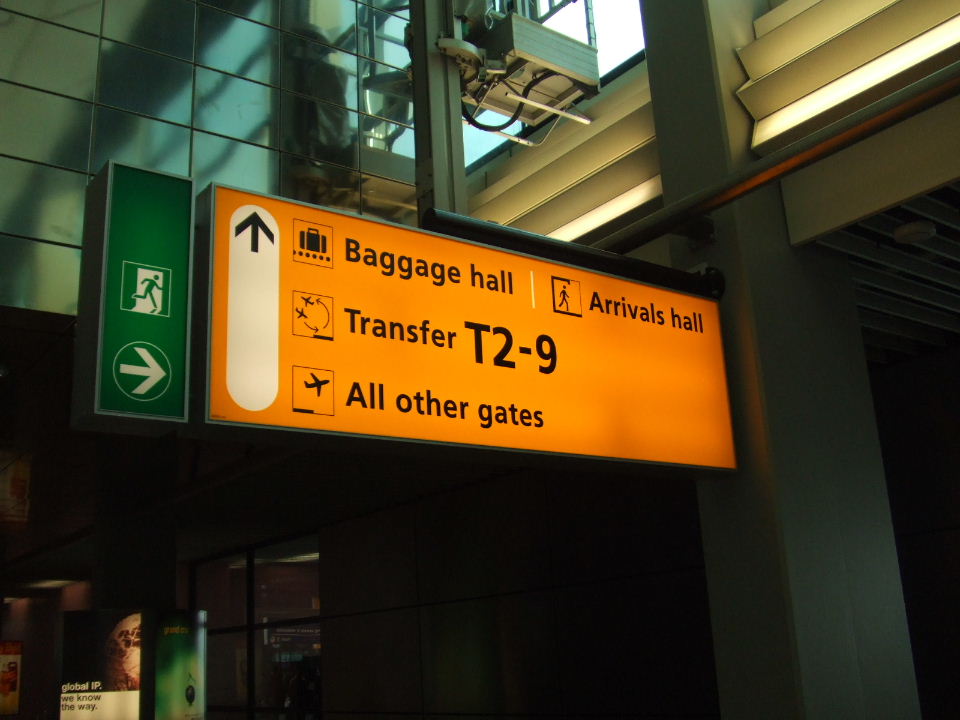 Baggage hall
Arrivals hall
Transfer T2-9
All other gates
global IP.
we know
the way.